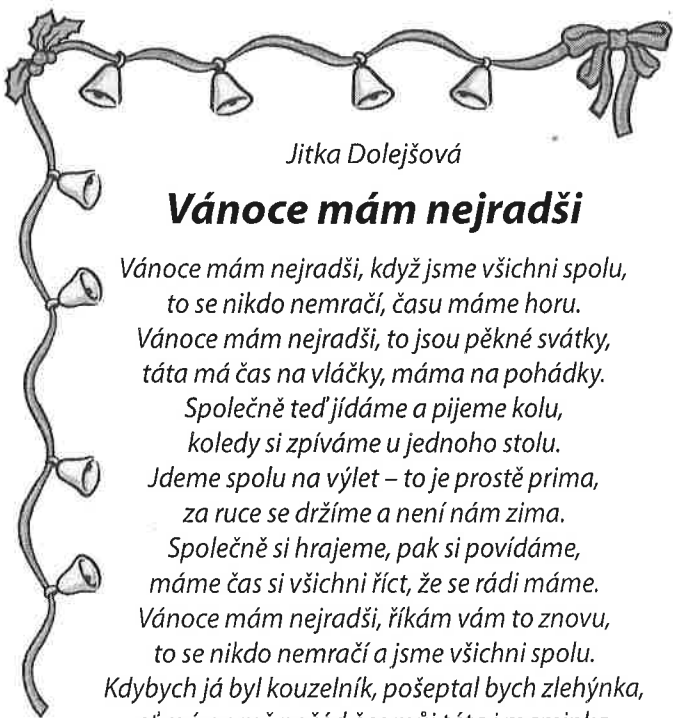 Jitka Dolejšová
Vánoce mám nejradši
Vánoce mám nejradši, když jsme všichni spolu,
to se nikdo nemračí, času máme horu.
Vánoce mám nejradši, to jsou pěkné svátky,
táta má čas na vláčky, máma na pohádky.
Společně teď jídáme a pijeme kolu,
koledy si zpíváme u jednoho stolu.
Jdeme spolu na výlet – to je prostě prima,
za ruce se držíme a není nám zima.
Společně si hrajeme, pak si povídáme,
máme čas si všichni říct, že se rádi máme.
Vánoce mám nejradši, říkám vám to znovu,
to se nikdo nemračí a jsme všichni spolu.
Kdybych já byl kouzelník, pošeptal bych zlehýnka,